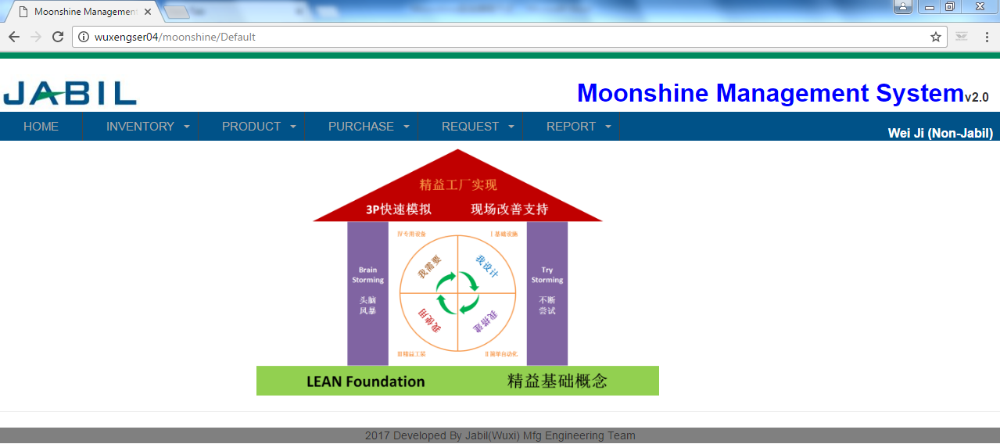 Moonshine Management
wuxengser04/moonshine/Default
JABIL
Moonshine Management System v2.0
HOME INVENTORY PRODUCT PURCHASE REQUEST REPORT
Wei Ji (Non-Jabil)
精益工厂实现
3P快速模拟 现场改善支持
Ⅳ专用设备 Ⅰ基础设施
我需要 我设计
Brain
Storming
头脑
风暴
Try
Storming
不断
尝试
我使用 我搭建
Ⅲ精益工装 Ⅱ简单自动化
LEAN Foundation 精益基础概念
2017 Developed By Jabil(Wuxi) Mfg Engineering Team